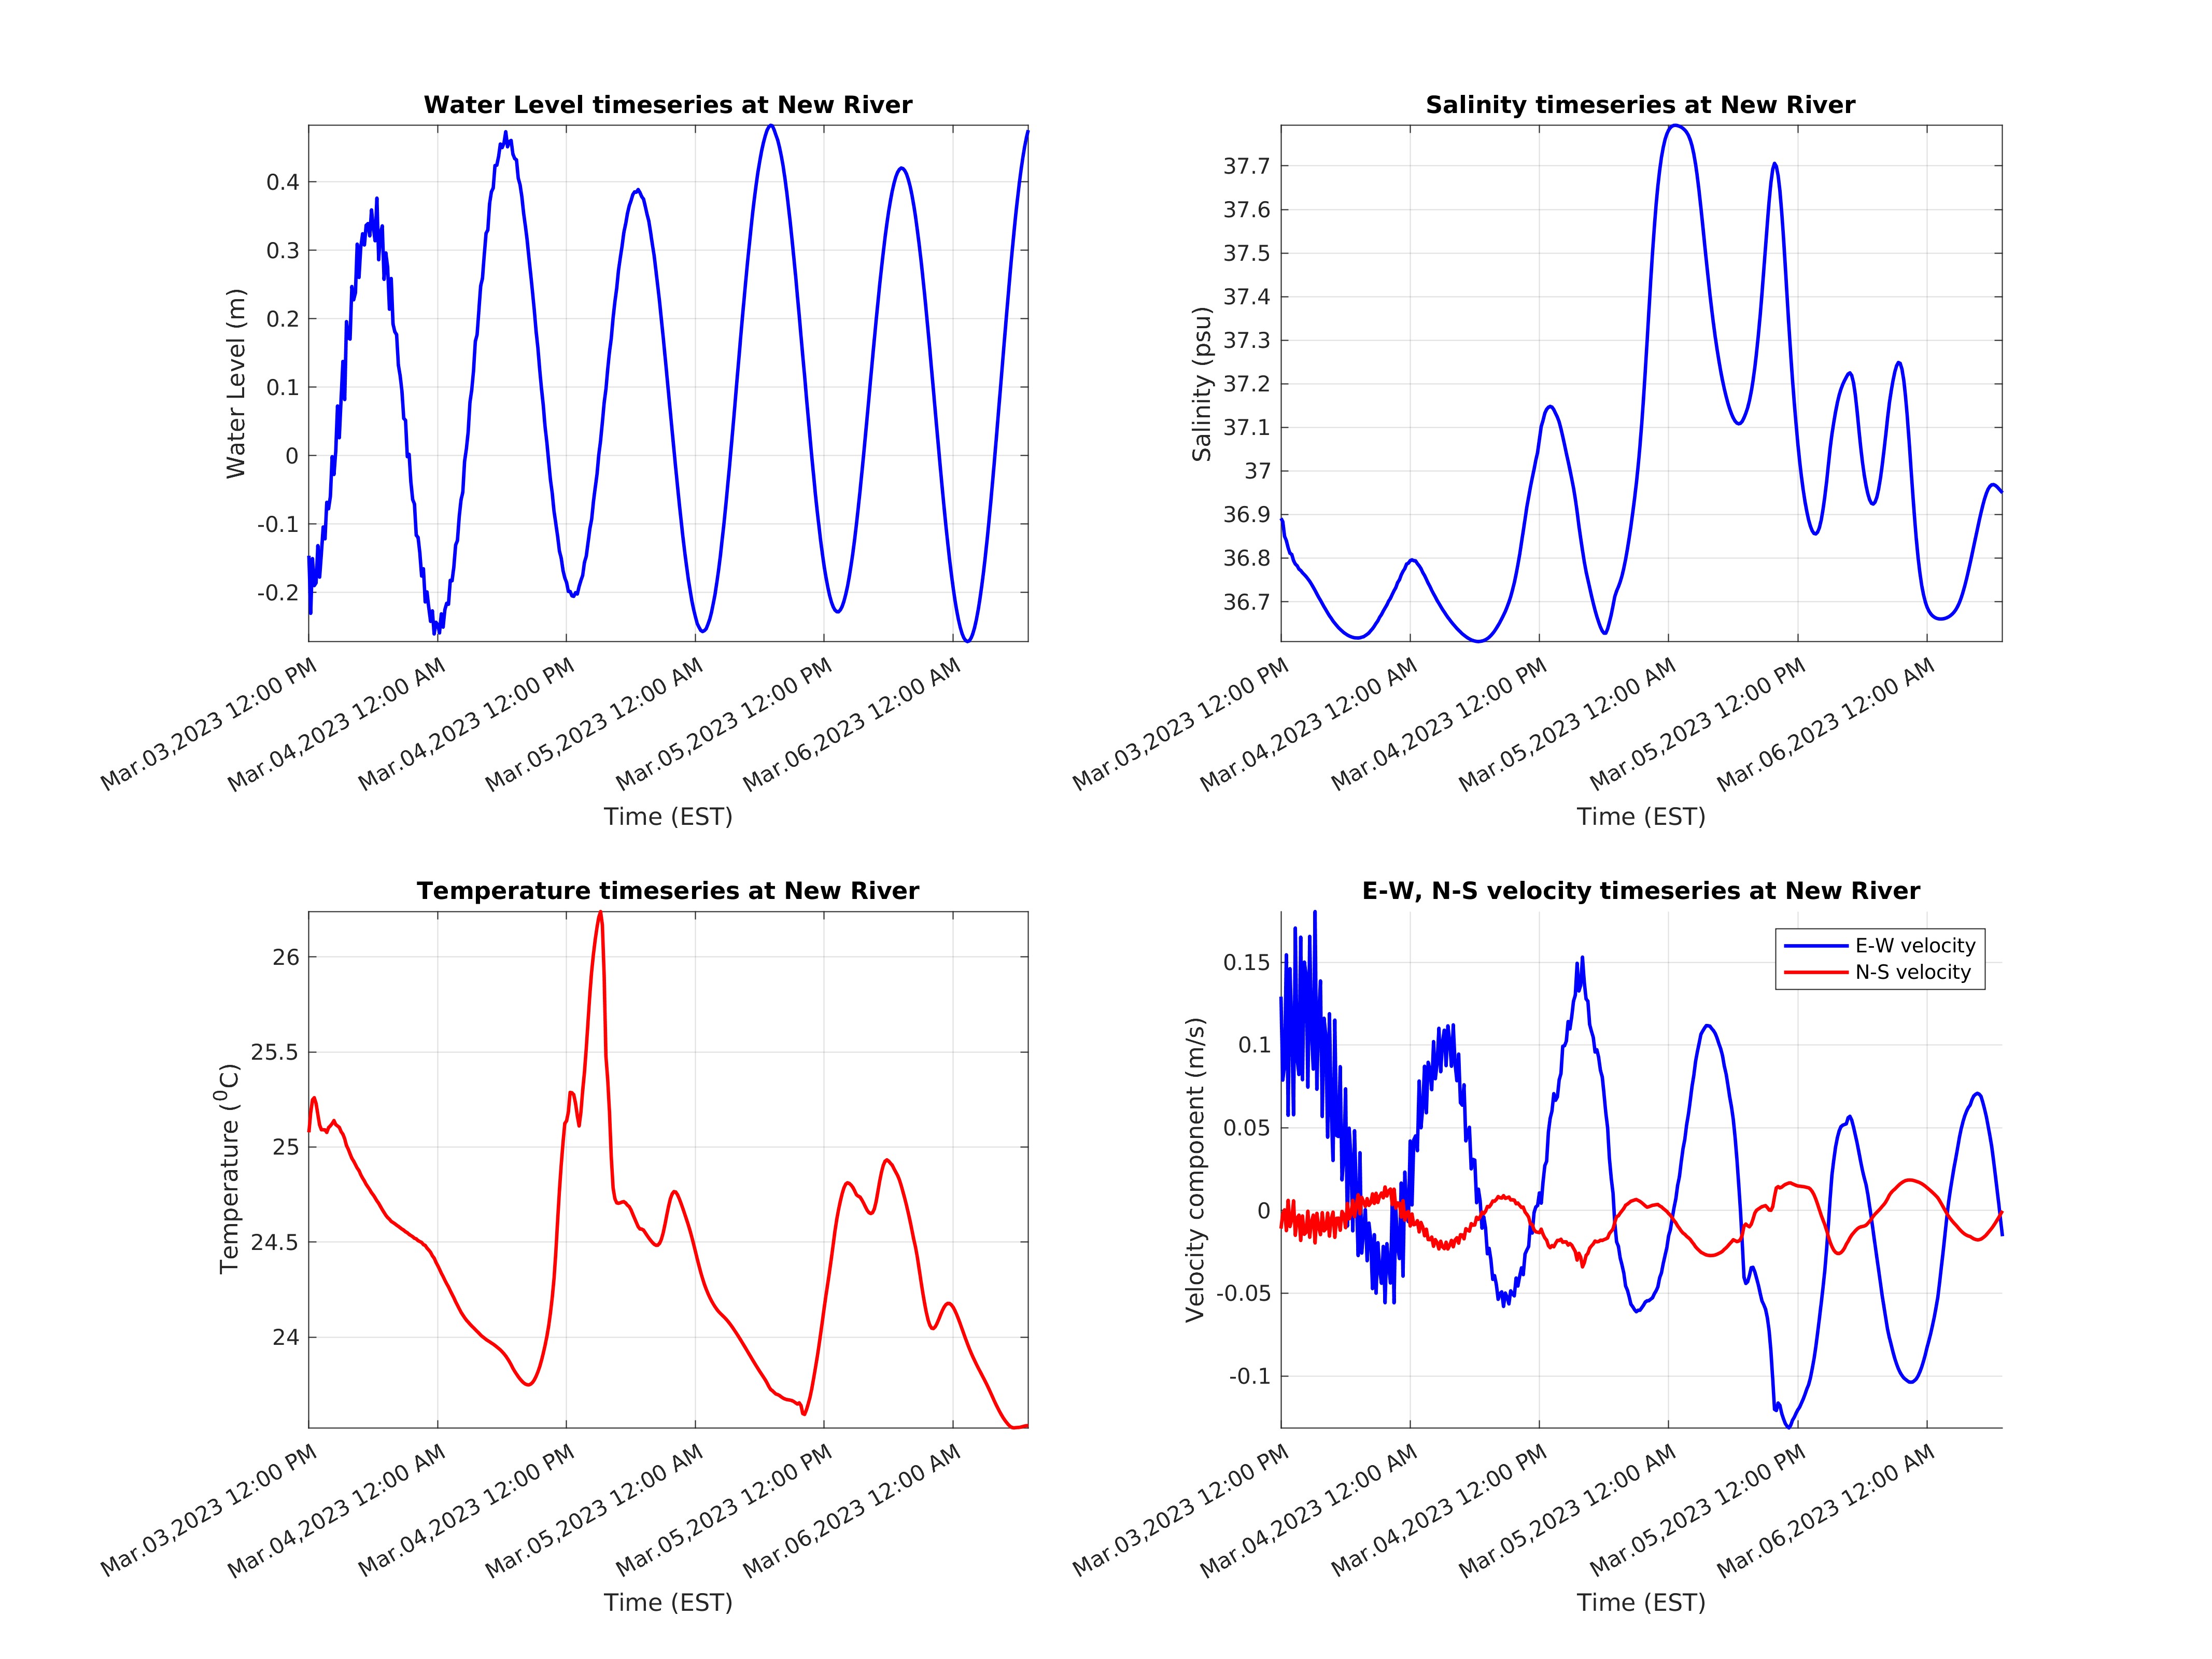 Water Level timeseries at New River
Water Level (m)
0.4
0.3
0.2
0.1
0
-0.1
-0.2
Mar.03,2023 12:00 PM
Mar.04,2023 12:00 AM
Mar.04,2023 12:00 PM
Mar.05,2023 12:00 AM
Mar.05,2023 12:00 PM
Mar.06,2023 12:00 AM
Time (EST)
Salinity timeseries at New River
Salinity (psu)
37.7
37.6
37.5
37.4
37.3
37.2
37.1
37
36.9
36.8
36.7
Mar.03,2023 12:00 PM
Mar.04,2023 12:00 AM
Mar.04,2023 12:00 PM
Mar.05,2023 12:00 AM
Mar.05,2023 12:00 PM
Mar.06,2023 12:00 AM
Time (EST)
Temperature timeseries at New River
Temperature (⁰C)
26
25.5
25
24.5
24
Mar.03,2023 12:00 PM
Mar.04,2023 12:00 AM
Mar.04,2023 12:00 PM
Mar.05,2023 12:00 AM
Mar.05,2023 12:00 PM
Mar.06,2023 12:00 AM
Time (EST)
E-W, N-S velocity timeseries at New River
Velocity component (m/s)
E-W velocity
N-S velocity
0.15
0.1
0.05
0
-0.05
-0.1
Mar.03,2023 12:00 PM
Mar.04,2023 12:00 AM
Mar.04,2023 12:00 PM
Mar.05,2023 12:00 AM
Mar.05,2023 12:00 PM
Mar.06,2023 12:00 AM
Time (EST)